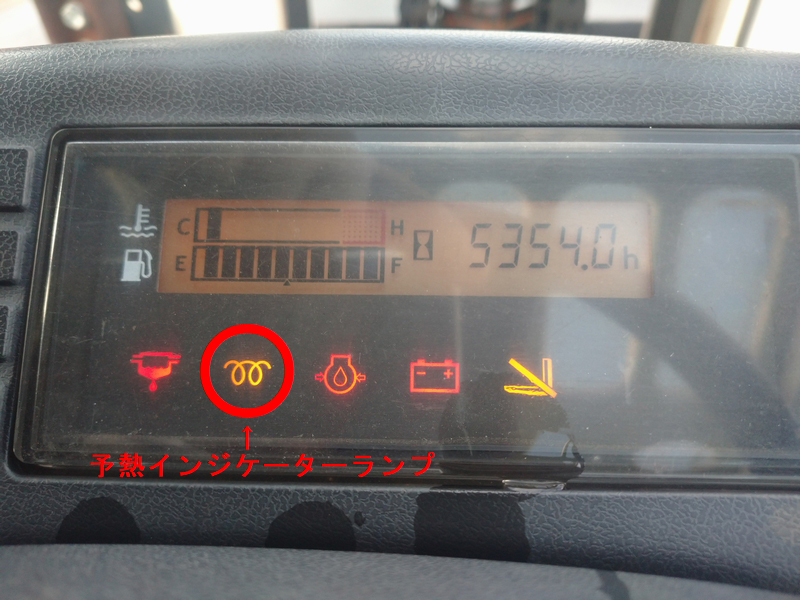 C H
5354.0h
E F
- +
↑
予熱インジケーターランプ